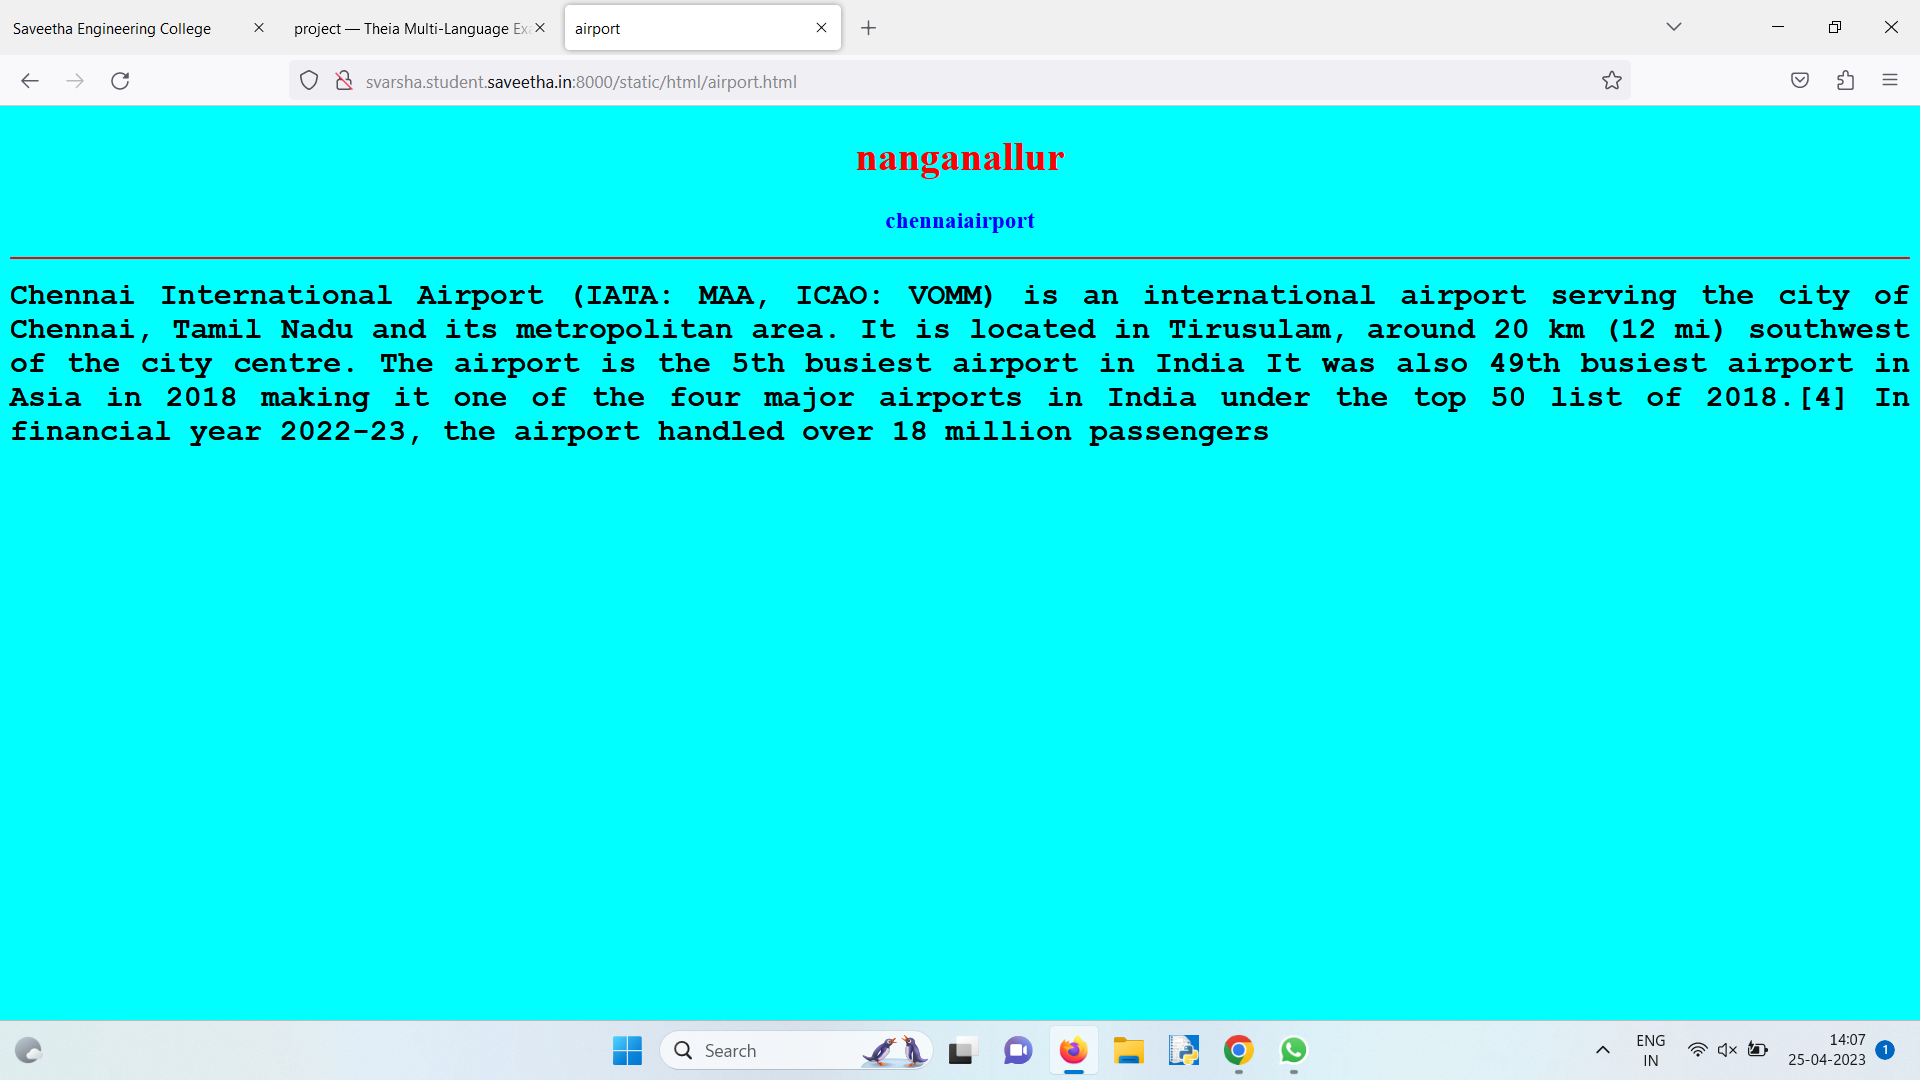 Saveetha Engineering College
project — Theia Multi-Language Ex
airport
svarsha.student.saveetha.in:8000/static/html/airport.html
nanganallur
chennaiairport
Chennai International Airport (IATA: MAA, ICAO: VOMM) is an international airport serving the city of
Chennai, Tamil Nadu and its metropolitan area. It is located in Tirusulam, around 20 km (12 mi) southwest
of the city centre. The airport is the 5th busiest airport in India It was also 49th busiest airport in
Asia in 2018 making it one of the four major airports in India under the top 50 list of 2018.[4] In
financial year 2022-23, the airport handled over 18 million passengers
Search
ENG
IN
14:07
25-04-2023
1